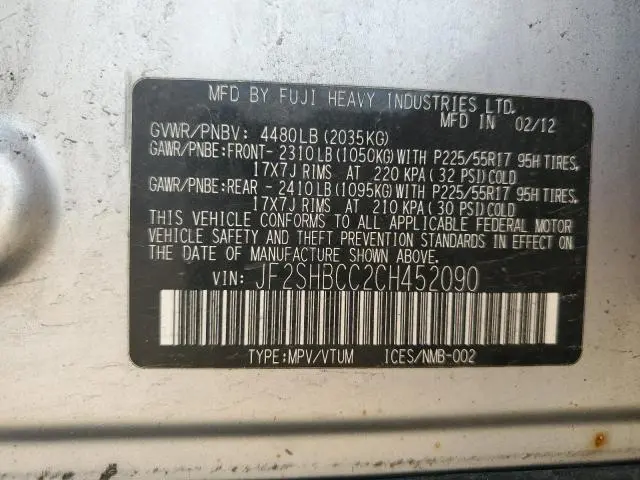 MFD BY FUJI HEAVY INDUSTRIES LTD.
MFD IN 02/12
GVWR/PNBV: 4480LB(2035KG)
GAWR/PNBE:FRONT- 2310LB(1050KG)WITH P225/55R17 95H TIRES,
17X7J RIMS AT 220 KPA(32 PSI)COLD
GAWR/PNBE:REAR - 2410LB(1095KG)WITH P225/55R17 95H TIRES,
17X7J RIMS AT 210 KPA(30 PSI)COLD
THIS VEHICLE CONFORMS TO ALL APPLICABLE FEDERAL MOTOR
VEHICLE SAFETY AND THEFT PREVENTION STANDARDS IN EFFECT ON
THE DATE OF MANUFACTURE SHOWN ABOVE.
VIN: JF2SHBCC2CH452090
TYPE:MPV/VTUM ICES/NMB-002